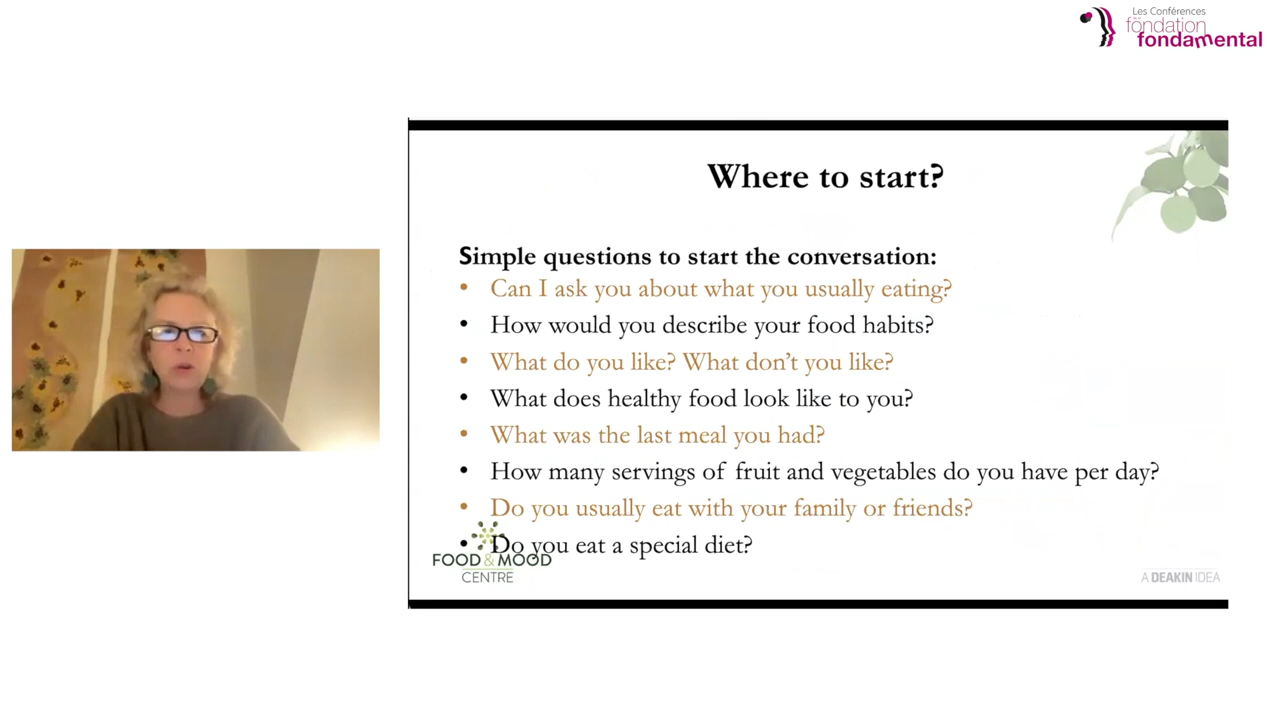 Les Conférences
fondation
fondamental
Where to start?
Simple questions to start the conversation:
• Can I ask you about what you usually eating?
• How would you describe your food habits?
• What do you like? What don't you like?
• What does healthy food look like to you?
• What was the last meal you had?
• How many servings of fruit and vegetables do you have per day?
• Do you usually eat with your family or friends?
• Do you eat a special diet?
FOOD & MOOD
CENTRE
A DEAKIN IDEA